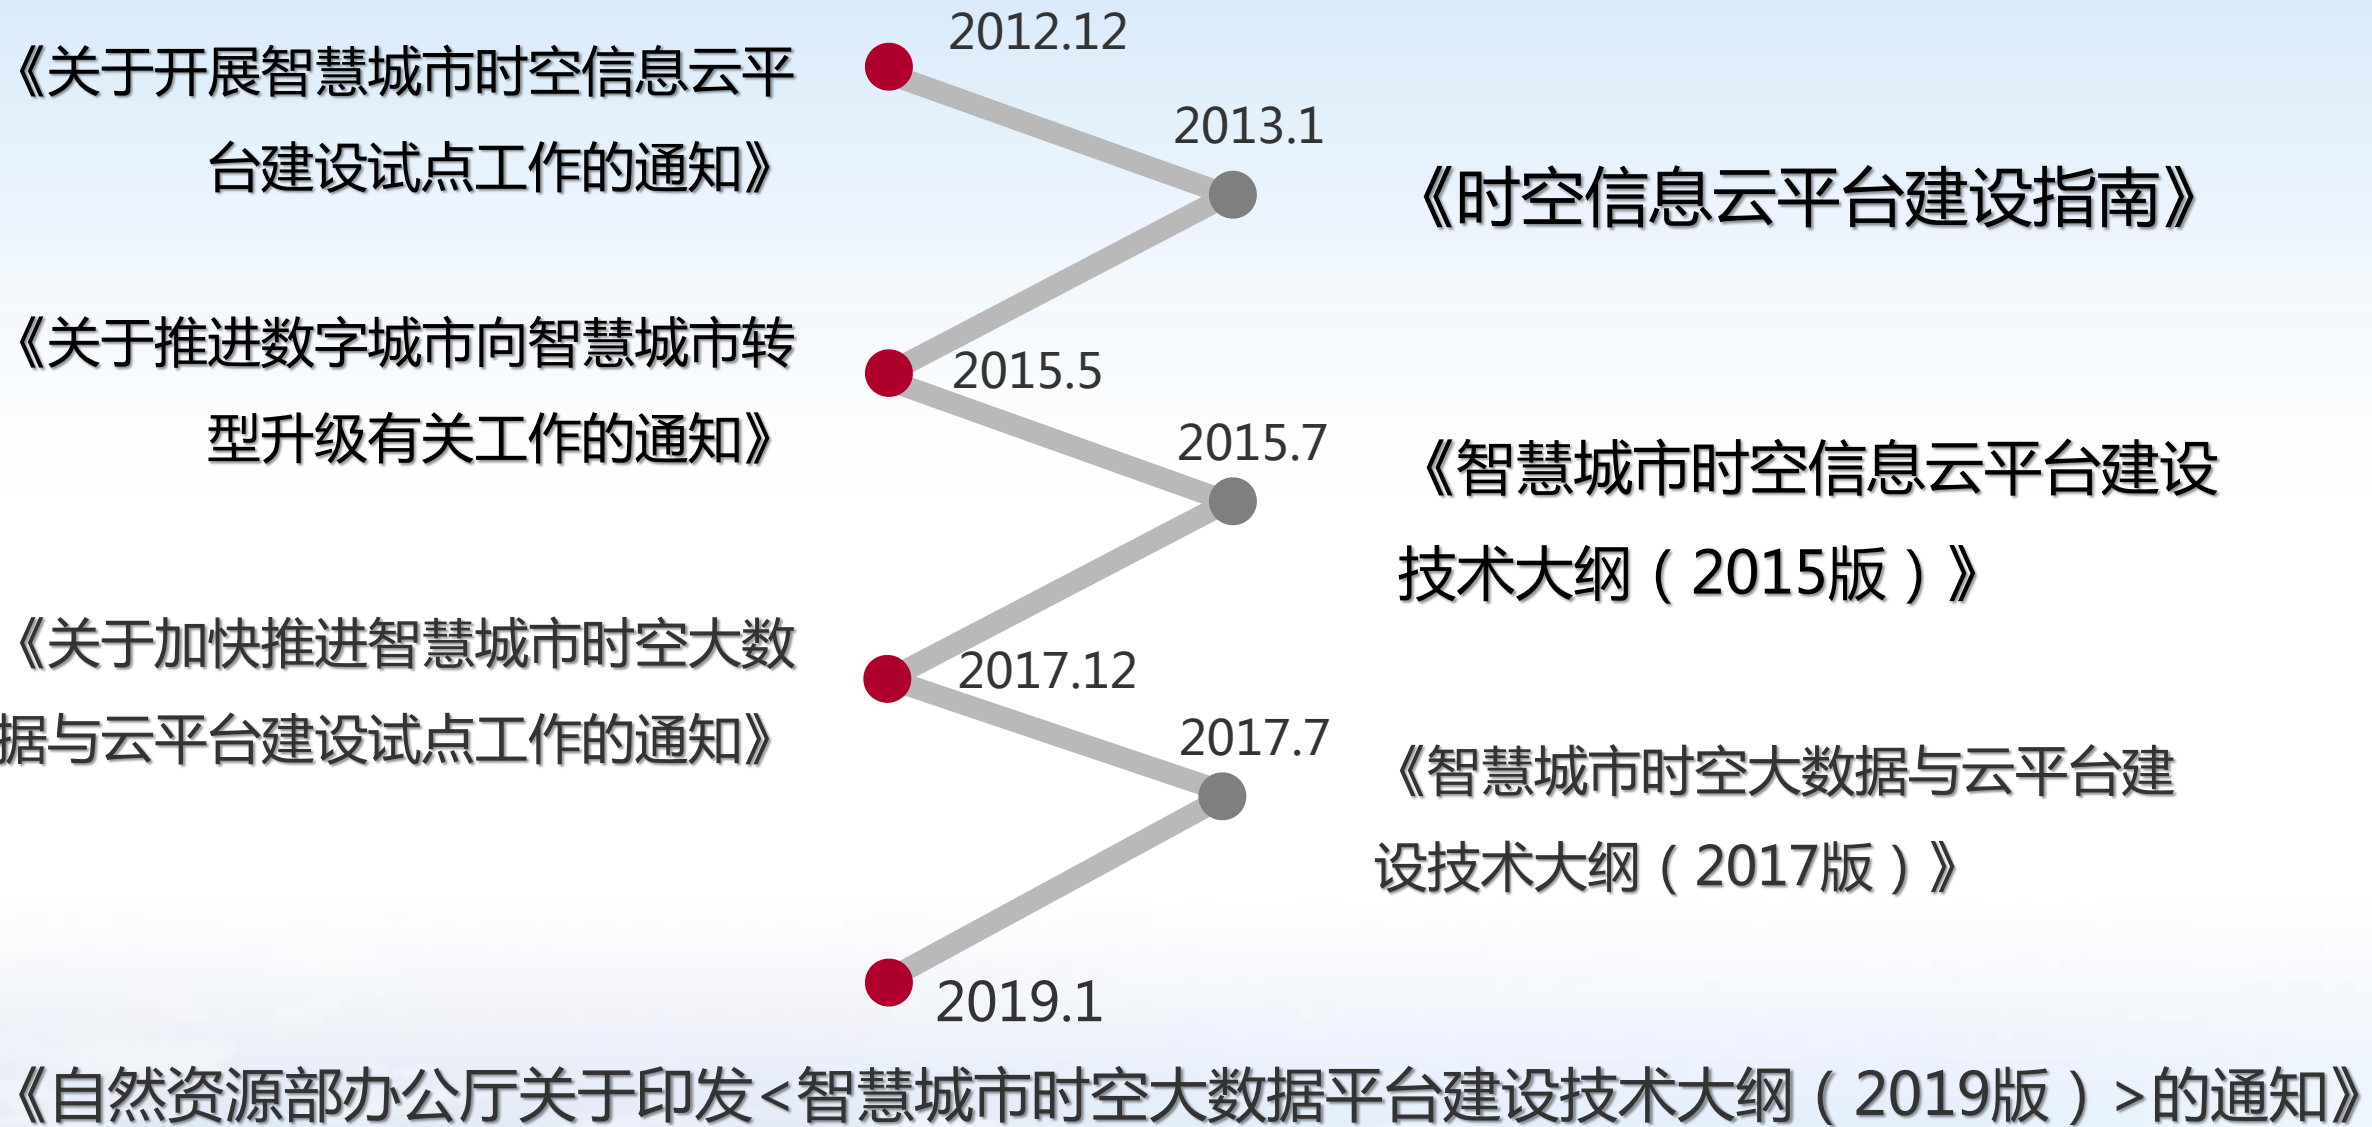 2012.12
《关于开展智慧城市时空信息云平
台建设试点工作的通知》
2013.1
《时空信息云平台建设指南》
《关于推进数字城市向智慧城市转
型升级有关工作的通知》
2015.5
2015.7
《智慧城市时空信息云平台建设
技术大纲（2015版）》
《关于加快推进智慧城市时空大数
据与云平台建设试点工作的通知》
2017.12
2017.7
《智慧城市时空大数据与云平台建
设技术大纲（2017版）》
2019.1
《自然资源部办公厅关于印发<智慧城市时空大数据平台建设技术大纲（2019版）>的通知》